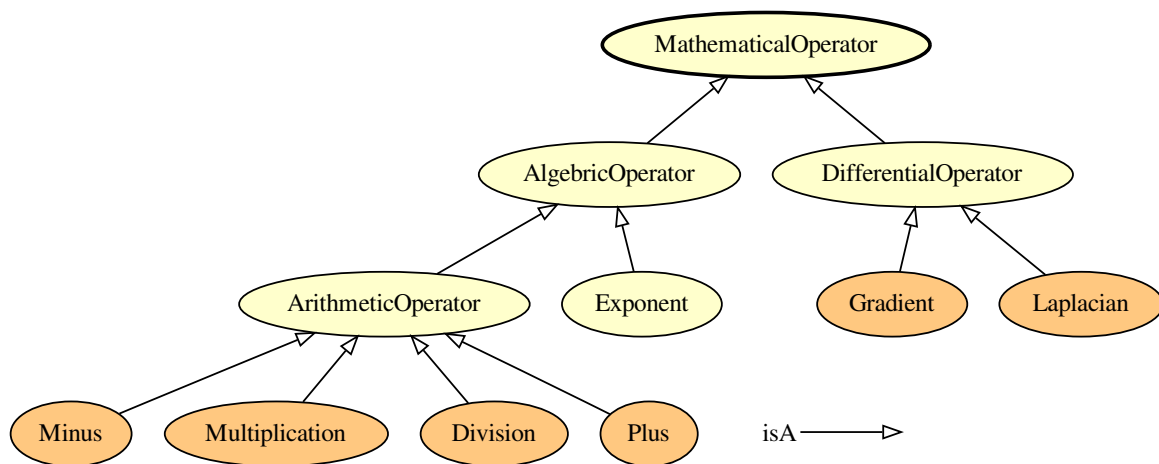 MathematicalOperator
AlgebricOperator
DifferentialOperator
ArithmeticOperator
Exponent
Gradient
Laplacian
Minus
Multiplication
Division
Plus
isA